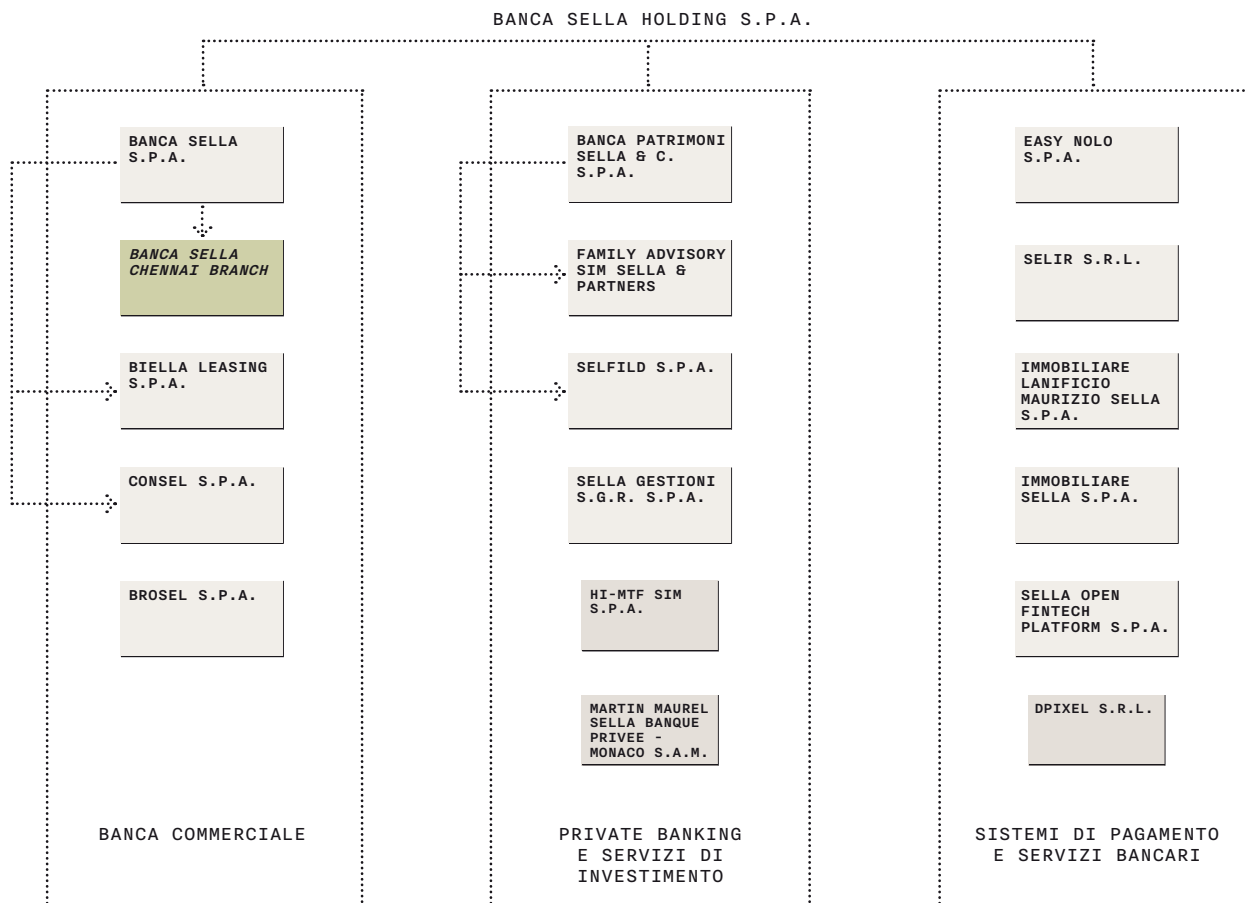 BANCA SELLA HOLDING S.P.A.
BANCA SELLA
S.P.A.
BANCA SELLA
CHENNAI BRANCH
BIELLA LEASING
S.P.A.
CONSEL S.P.A.
BROSEL S.P.A.
BANCA COMMERCIALE
BANCA PATRIMONI
SELLA & C.
S.P.A.
FAMILY ADVISORY
SIM SELLA &
PARTNERS
SELFILD S.P.A.
SELLA GESTIONI
S.G.R. S.P.A.
HI-MTF SIM
S.P.A.
MARTIN MAUREL
SELLA BANQUE
PRIVEE -
MONACO S.A.M.
PRIVATE BANKING
E SERVIZI DI
INVESTIMENTO
EASY NOLO
S.P.A.
SELIR S.R.L.
IMMOBILIARE
LANIFICIO
MAURIZIO SELLA
S.P.A.
IMMOBILIARE
SELLA S.P.A.
SELLA OPEN
FINTECH
PLATFORM S.P.A.
DPIXEL S.R.L.
SISTEMI DI PAGAMENTO
E SERVIZI BANCARI